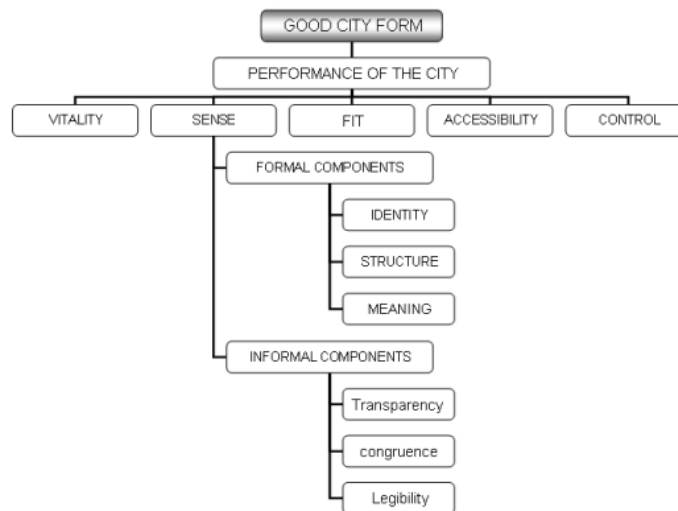 GOOD CITY FORM
PERFORMANCE OF THE CITY
VITALITY
SENSE
FIT
ACCESSIBILITY
CONTROL
FORMAL COMPONENTS
IDENTITY
STRUCTURE
MEANING
INFORMAL COMPONENTS
Transparency
congruence
Legibility